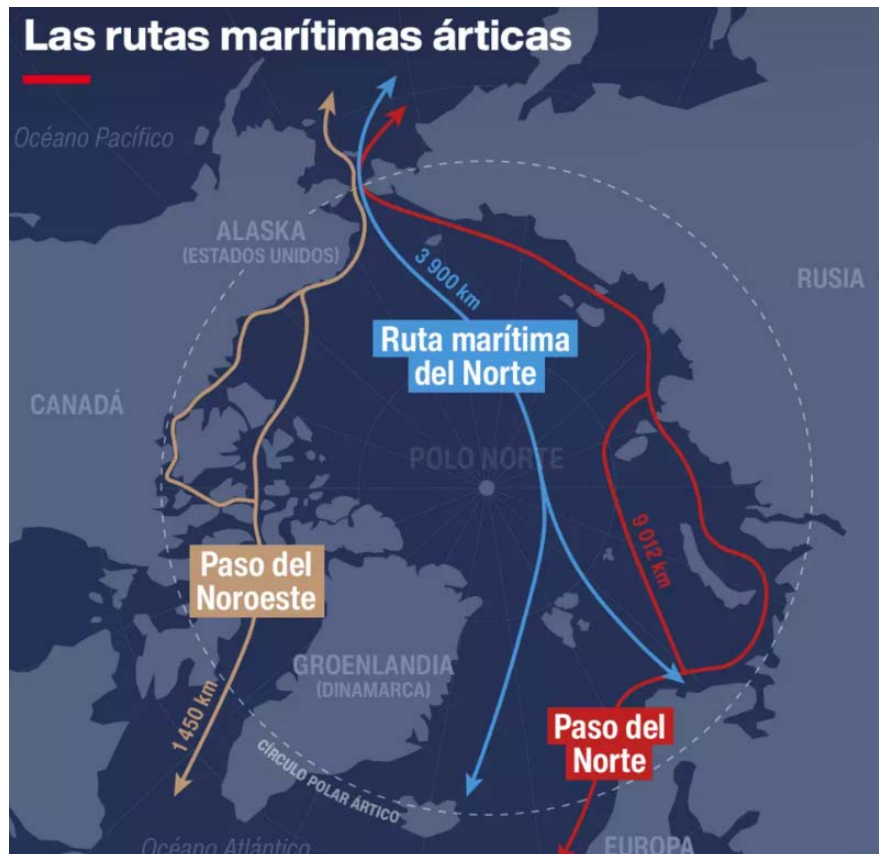 Las rutas marítimas árticas
Océano Pacífico
ALASKA
(ESTADOS UNIDOS)
3 900 km
RUSIA
Ruta marítima
del Norte
CANADÁ
POLO NORTE
9 012 km
Paso del
Noroeste
GROENLANDIA
(DINAMARCA)
1 450 km
Paso del
Norte
CÍRCULO POLAR ÁRTICO
Océano Atlántico
EUROPA